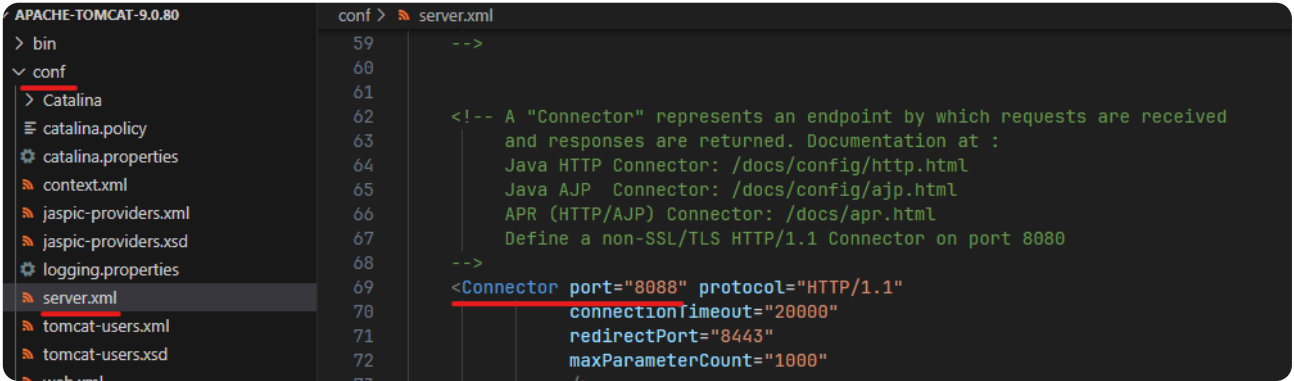 APACHE-TOMCAT-9.0.80
bin
conf
Catalina
catalina.policy
catalina.properties
context.xml
jaspic-providers.xml
jaspic-providers.xsd
logging.properties
server.xml
tomcat-users.xml
tomcat-users.xsd
web.xml
conf > server.xml
59 -->
60
61
62 <!-- A "Connector" represents an endpoint by which requests are received
63 and responses are returned. Documentation at :
64 Java HTTP Connector: /docs/config/http.html
65 Java AJP  Connector: /docs/config/ajp.html
66 APR (HTTP/AJP) Connector: /docs/apr.html
67 Define a non-SSL/TLS HTTP/1.1 Connector on port 8080
68 -->
69 <Connector port="8088" protocol="HTTP/1.1"
70 connectionTimeout="20000"
71 redirectPort="8443"
72 maxParameterCount="1000"